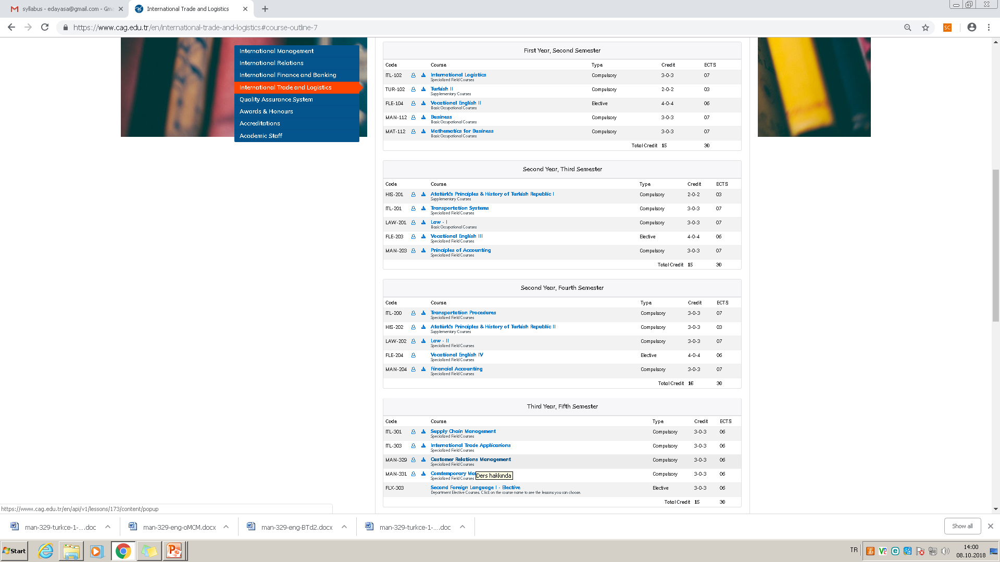 syllabus - edayasa@gmail.com - Gma
International Trade and Logistics
https://www.cag.edu.tr/en/international-trade-and-logistics#course-outline-7
SC
International Management
International Relations
International Finance and Banking
International Trade and Logistics
Quality Assurance System
Awards & Honours
Accreditations
Academic Staff
First Year, Second Semester
Code Course Type Credit ECTS
ITL-102 International Logistics Compulsory 3-0-3 07
Specialized Field Courses
TUR-102 Turkish II Compulsory 2-0-2 03
Supplementary Courses
FLE-104 Vocational English II Elective 4-0-4 06
Basic Occupational Courses
MAN-112 Business Compulsory 3-0-3 07
Basic Occupational Courses
MAT-112 Mathematics for Business Compulsory 3-0-3 07
Basic Occupational Courses
Total Credit 15 30
Second Year, Third Semester
Code Course Type Credit ECTS
HIS-201 Atatürk's Principles & History of Turkish Republic I Compulsory 2-0-2 03
Supplementary Courses
ITL-201 Transportation Systems Compulsory 3-0-3 07
Specialized Field Courses
LAW-201 Law - I Compulsory 3-0-3 07
Basic Occupational Courses
FLE-203 Vocational English III Elective 4-0-4 06
Specialized Field Courses
MAN-203 Principles of Accounting Compulsory 3-0-3 07
Specialized Field Courses
Total Credit 15 30
Second Year, Fourth Semester
Code Course Type Credit ECTS
ITL-200 Transportation Procedures Compulsory 3-0-3 07
Specialized Field Courses
HIS-202 Atatürk's Principles & History of Turkish Republic II Compulsory 3-0-3 03
Supplementary Courses
LAW-202 Law - II Compulsory 3-0-3 07
Specialized Field Courses
FLE-204 Vocational English IV Elective 4-0-4 06
Specialized Field Courses
MAN-204 Financial Accounting Compulsory 3-0-3 07
Specialized Field Courses
Total Credit 16 30
Third Year, Fifth Semester
Code Course Type Credit ECTS
ITL-301 Supply Chain Management Compulsory 3-0-3 06
Specialized Field Courses
ITL-303 International Trade Applicarions Compulsory 3-0-3 06
Specialized Field Courses
MAN-329 Customer Relations Management Compulsory 3-0-3 06
Specialized Field Courses
MAN-331 Comtemporary Ma Compulsory 3-0-3 06
Specialized Field Courses
Ders hakkında
FLX-303 Second Foreign Language I - Elective Elective 3-0-3 06
Department Elective Courses. Click on the course name to see the lessons you can choose.
Total Credit 15 30
https://www.cag.edu.tr/en/api/v1/lessons/173/content/popup
man-329-turkce-1-....doc
man-329-eng-oMCM.docx
man-329-eng-BTd2.docx
man-329-turkce-1-....doc
Show all
Start
TR
14:00
08.10.2018